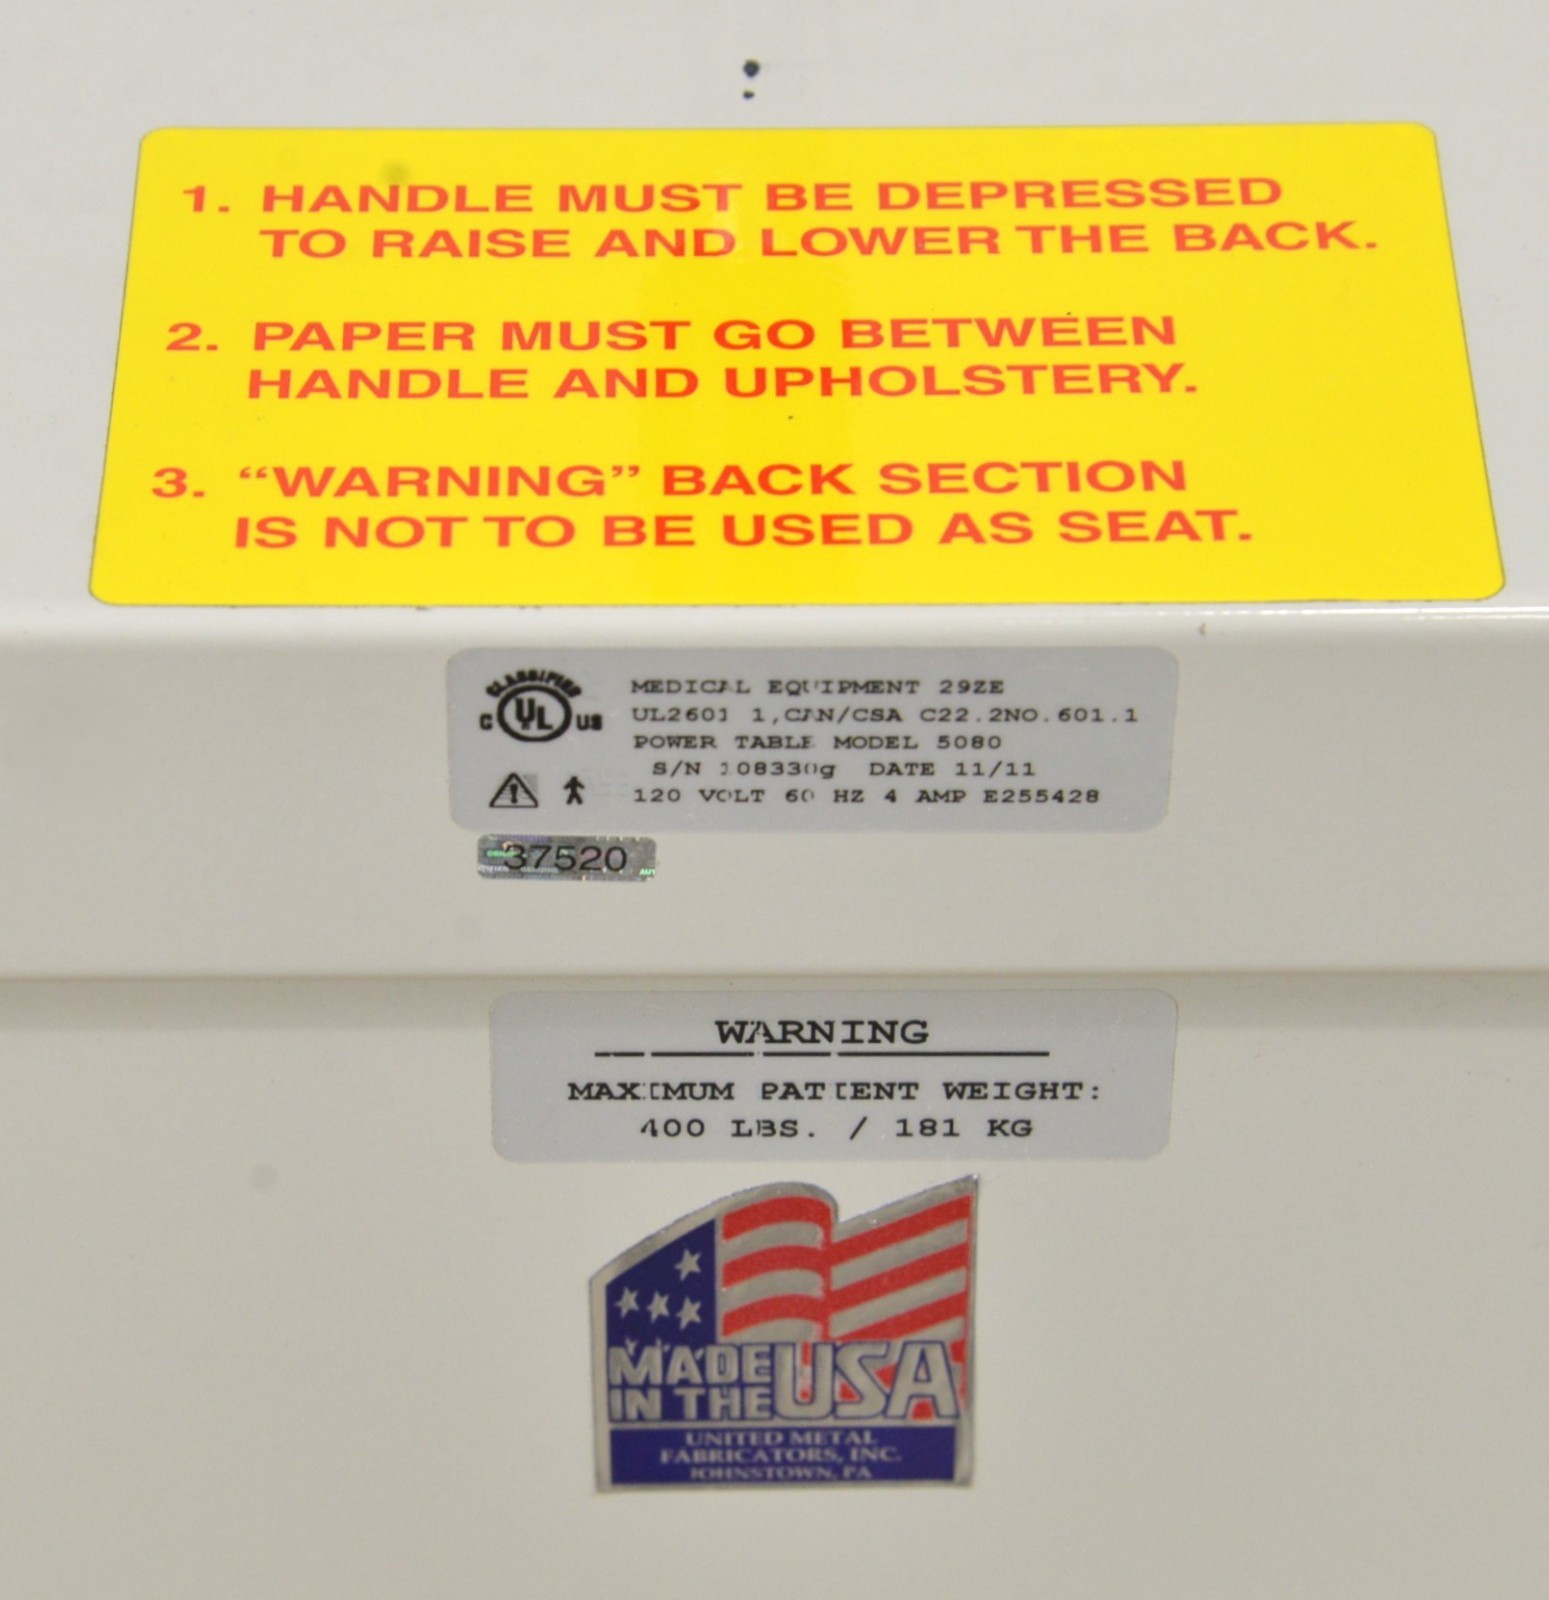 1. HANDLE MUST BE DEPRESSED
TO RAISE AND LOWER THE BACK.
2. PAPER MUST GO BETWEEN
HANDLE AND UPHOLSTERY.
3. “WARNING” BACK SECTION
IS NOT TO BE USED AS SEAT.
CLASSIFIED
C UL US
MEDICAL EQUIPMENT 29ZE
UL2601 1,CAN/CSA C22.2NO.601.1
POWER TABLE MODEL 5080
S/N 108330g DATE 11/11
120 VOLT 60 HZ 4 AMP E255428
37520
WARNING
MAXIMUM PATIENT WEIGHT:
400 LBS. / 181 KG
MADE
IN THE USA
UNITED METAL
FABRICATORS, INC.
JOHNSTOWN, PA